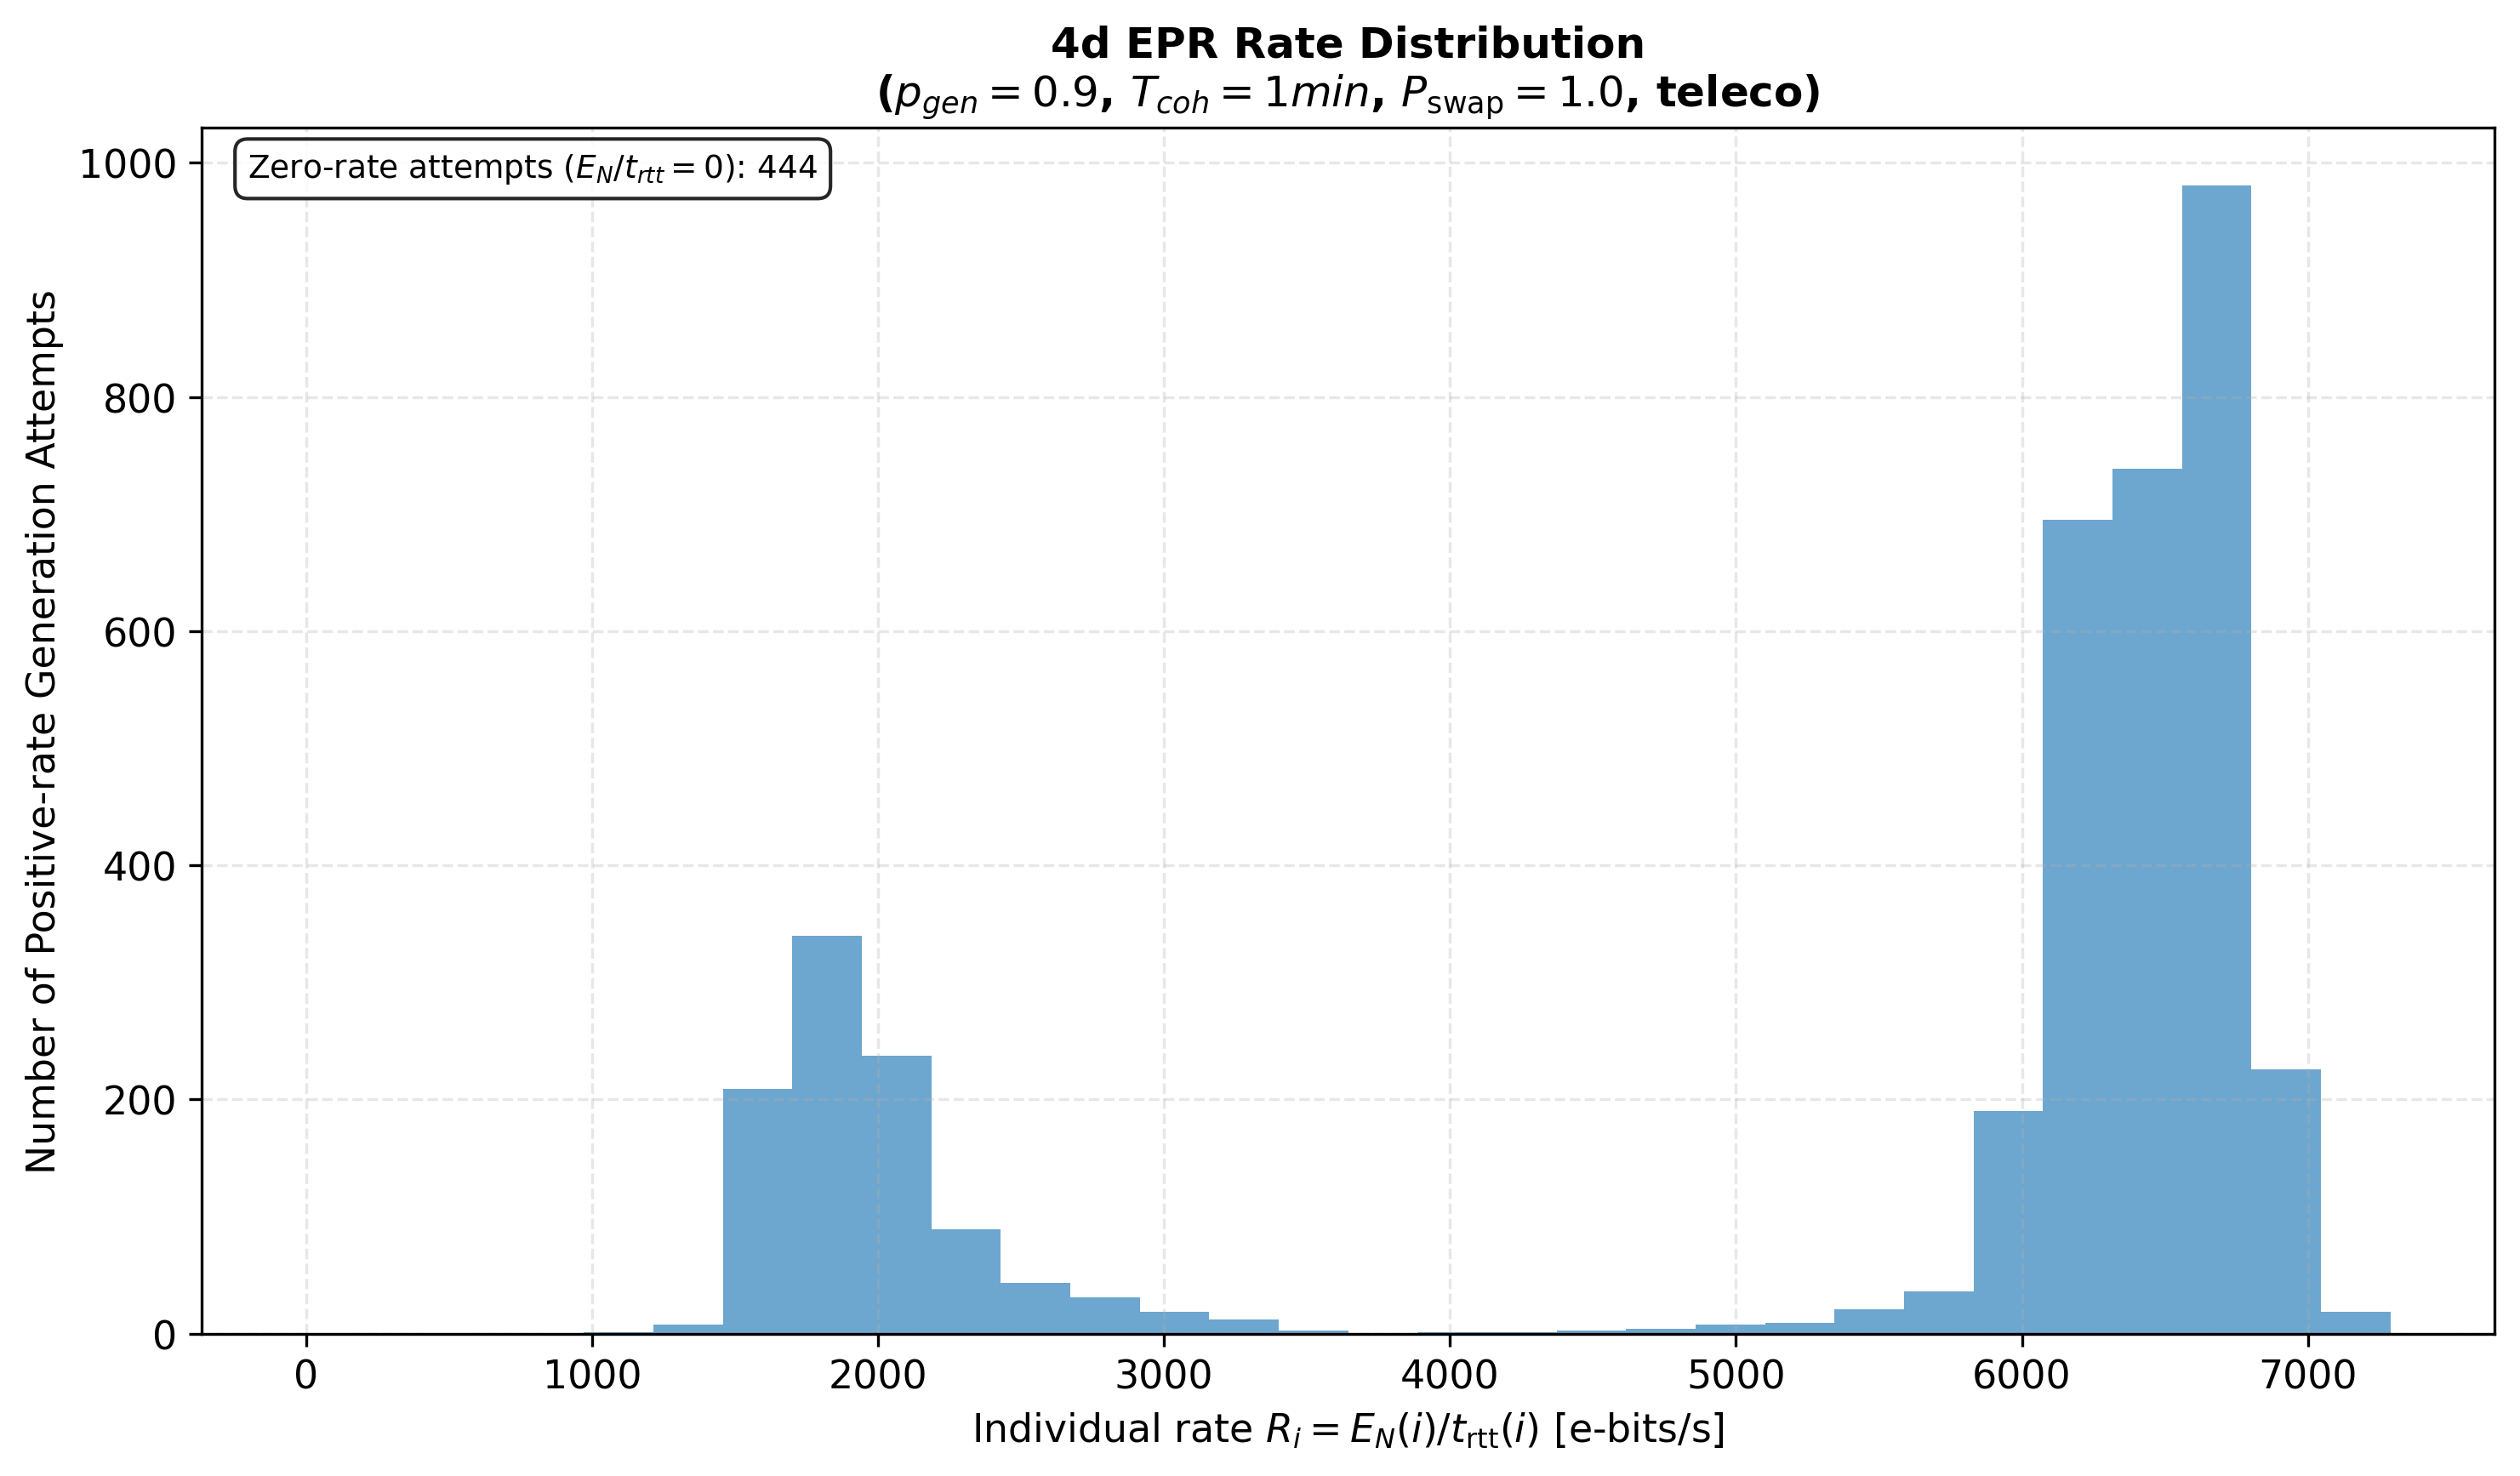 4d EPR Rate Distribution
(p_gen = 0.9, T_coh = 1min, P_swap = 1.0, teleco)
Zero-rate attempts (E_N/t_rtt = 0): 444
Number of Positive-rate Generation Attempts
1000
800
600
400
200
0
0 1000 2000 3000 4000 5000 6000 7000
Individual rate R_i = E_N(i)/t_rtt(i) [e-bits/s]